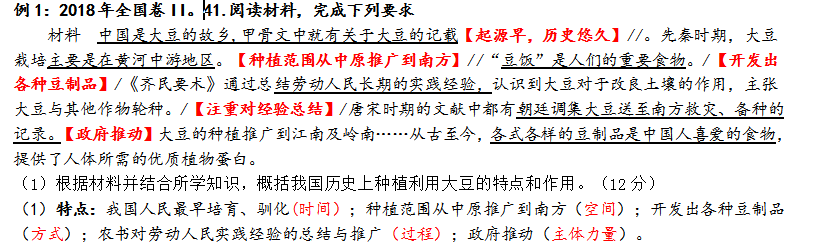 例1：2018年全国卷II。41.阅读材料，完成下列要求
材料 中国是大豆的故乡,甲骨文中就有关于大豆的记载【起源早，历史悠久】//。先秦时期，大豆
栽培主要是在黄河中游地区。【种植范围从中原推广到南方】//“豆饭”是人们的重要食物。/【开发出
各种豆制品】/《齐民要术》通过总结劳动人民长期的实践经验，认识到大豆对于改良土壤的作用，主张
大豆与其他作物轮种。/【注重对经验总结】/唐宋时期的文献中都有朝廷调集大豆送至南方救灾、备种的
记录。【政府推动】大豆的种植推广到江南及岭南……从古至今，各式各样的豆制品是中国人喜爱的食物，
提供了人体所需的优质植物蛋白。
（1）根据材料并结合所学知识，概括我国历史上种植利用大豆的特点和作用。（12分）
（1）特点：我国人民最早培育、驯化(时间)；种植范围从中原推广到南方（空间）；开发出各种豆制品
（方式）；农书对劳动人民实践经验的总结与推广（过程）；政府推动（主体力量）。